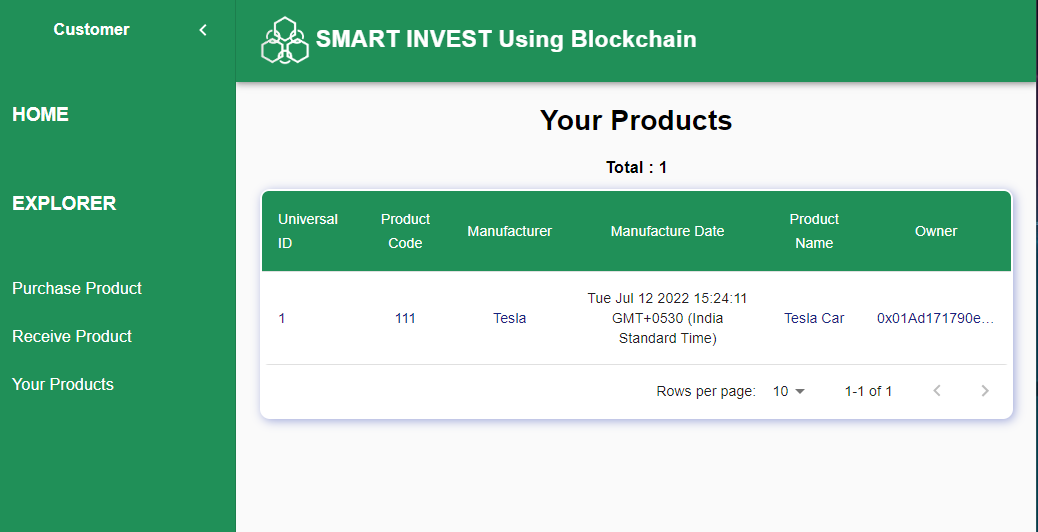 Customer
SMART INVEST Using Blockchain
HOME
EXPLORER
Purchase Product
Receive Product
Your Products
Your Products
Total : 1
Universal
ID
Product
Code
Manufacturer
Manufacture Date
Product
Name
Owner
1
111
Tesla
Tue Jul 12 2022 15:24:11
GMT+0530 (India
Standard Time)
Tesla Car
0x01Ad171790e...
Rows per page: 10 1-1 of 1